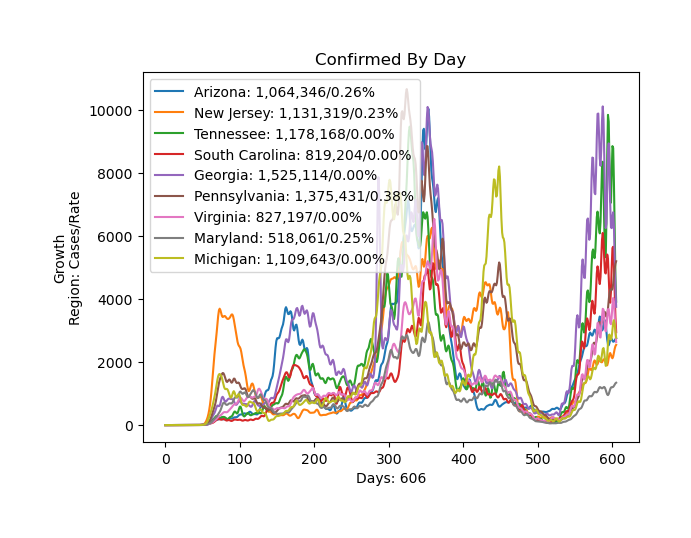 Confirmed By Day
Growth
Region: Cases/Rate
10000
8000
6000
4000
2000
0
Arizona: 1,064,346/0.26%
New Jersey: 1,131,319/0.23%
Tennessee: 1,178,168/0.00%
South Carolina: 819,204/0.00%
Georgia: 1,525,114/0.00%
Pennsylvania: 1,375,431/0.38%
Virginia: 827,197/0.00%
Maryland: 518,061/0.25%
Michigan: 1,109,643/0.00%
0 100 200 300 400 500 600
Days: 606